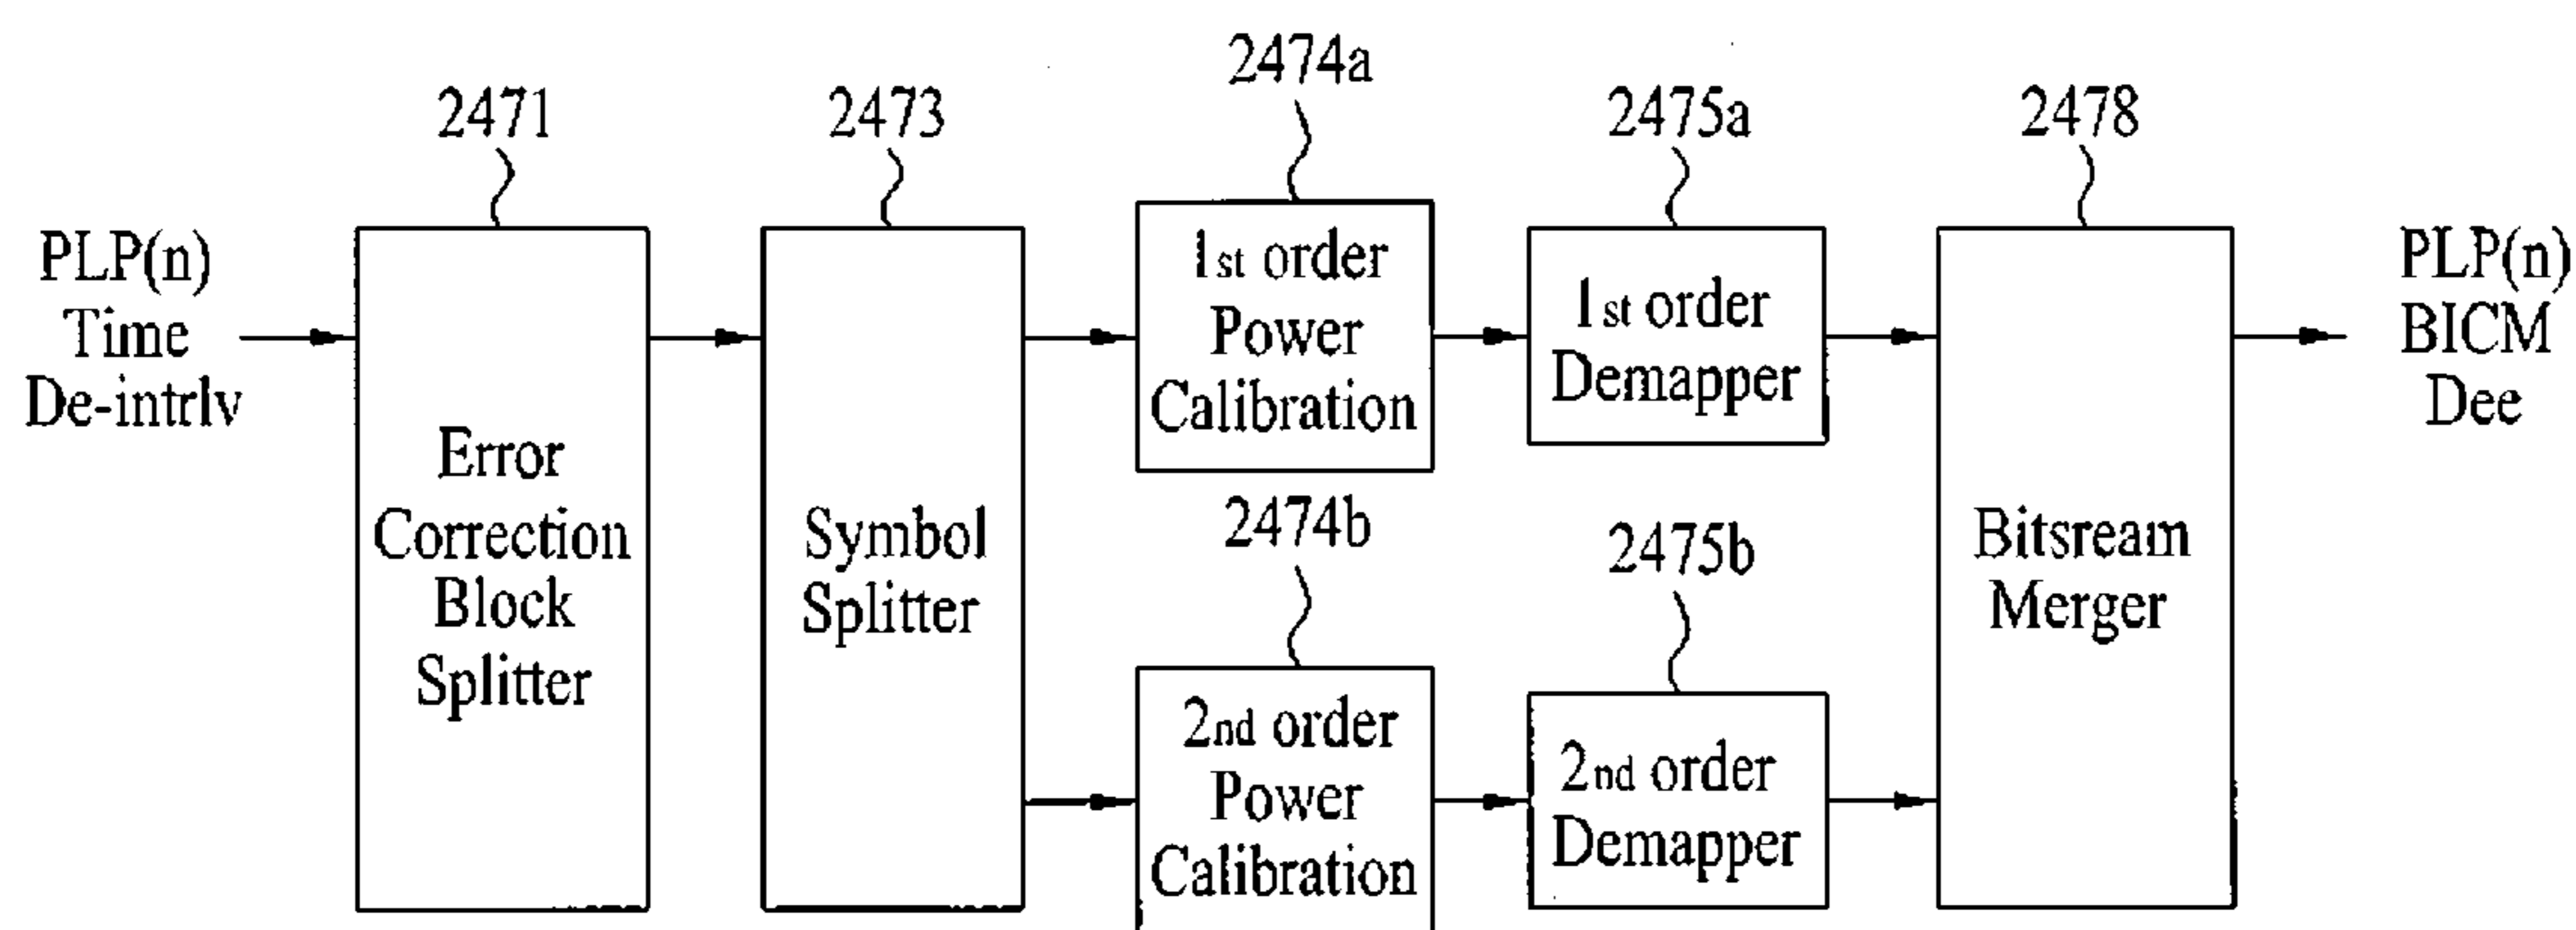 2471
2473
2474a
2475a
2478
PLP(n)
Time
De-intrlv
Error
Correction
Block
Splitter
Symbol
Splitter
1st order
Power
Calibration
1st order
Demapper
2474b
2nd order
Power
Calibration
2475b
2nd order
Demapper
Bitsream
Merger
PLP(n)
BICM
Dee